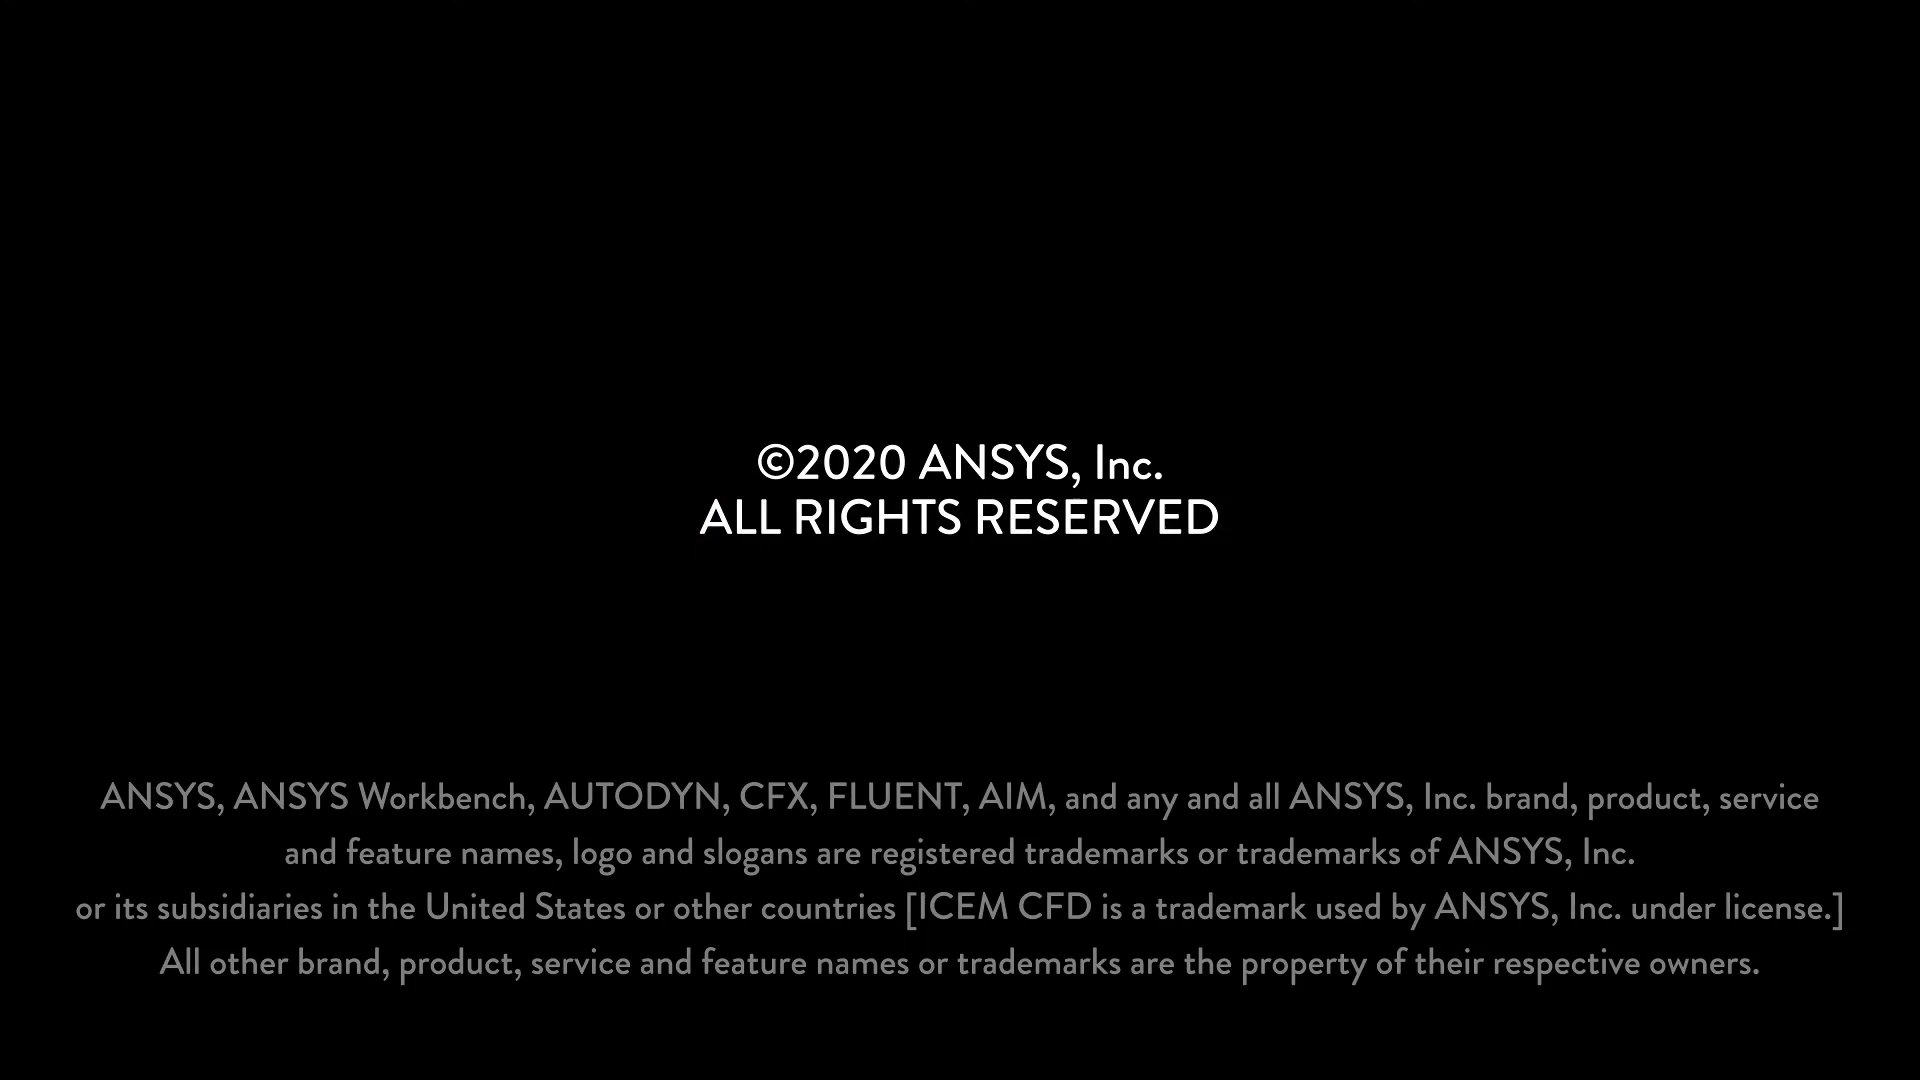 ©2020 ANSYS, Inc.
ALL RIGHTS RESERVED
ANSYS, ANSYS Workbench, AUTODYN, CFX, FLUENT, AIM, and any and all ANSYS, Inc. brand, product, service
and feature names, logo and slogans are registered trademarks or trademarks of ANSYS, Inc.
or its subsidiaries in the United States or other countries [ICEM CFD is a trademark used by ANSYS, Inc. under license.]
All other brand, product, service and feature names or trademarks are the property of their respective owners.